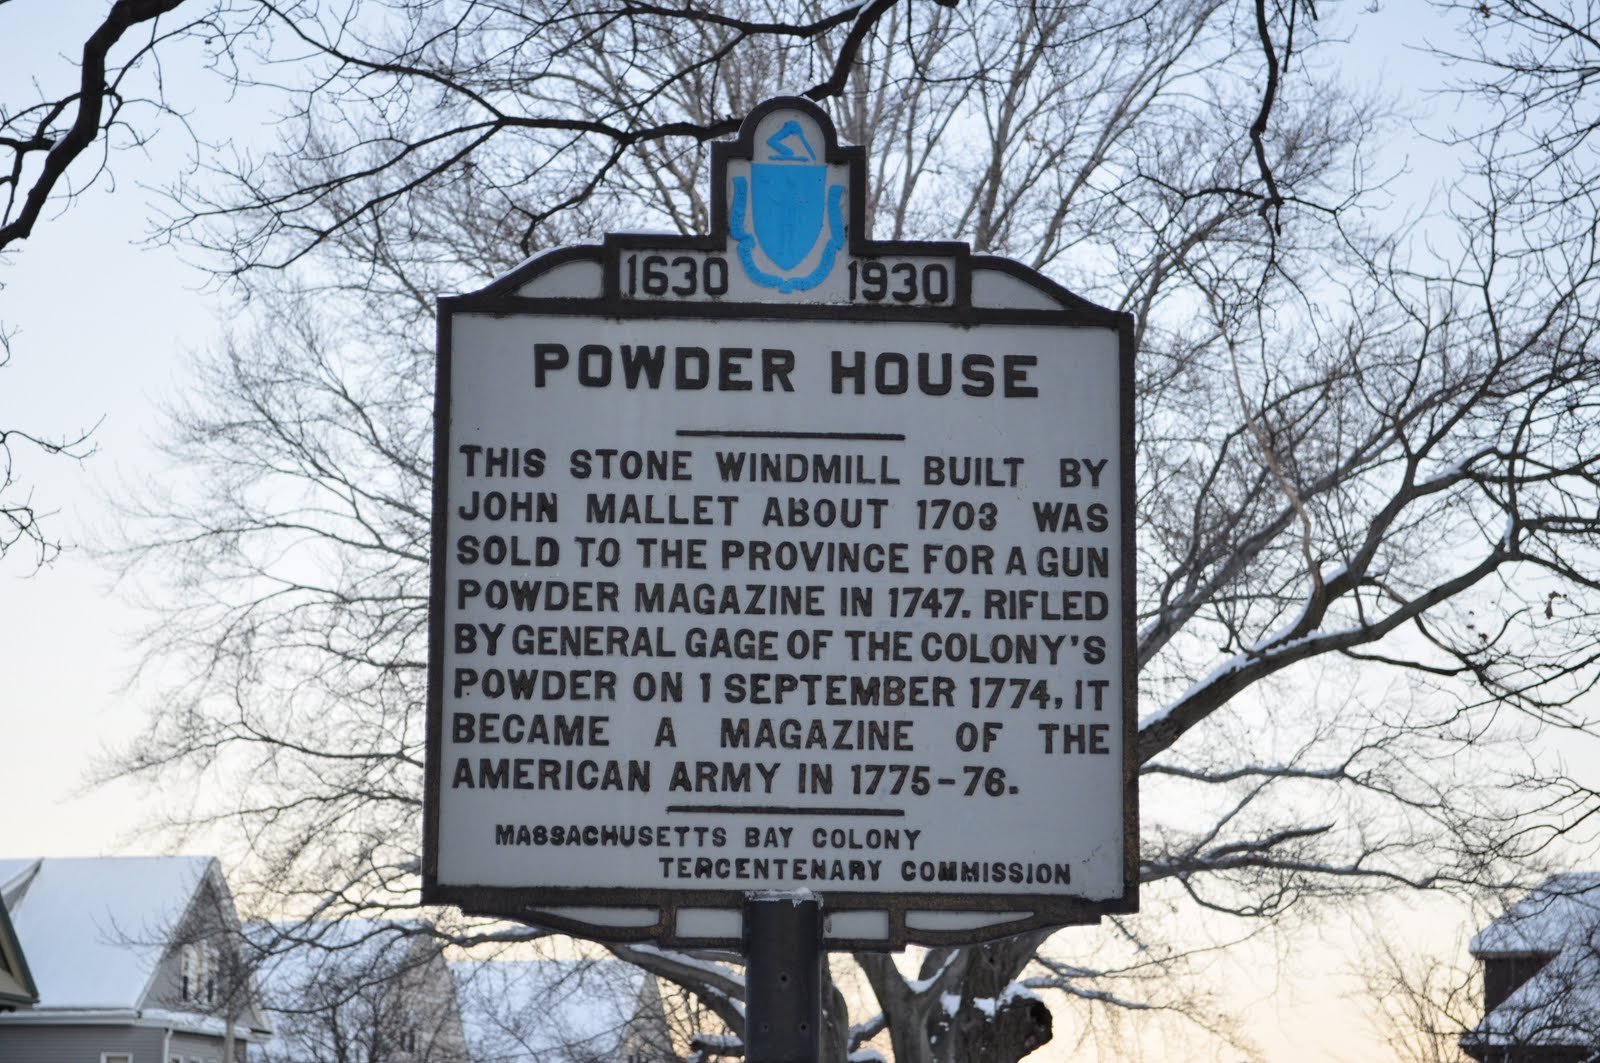 1630 1930
POWDER HOUSE
THIS STONE WINDMILL BUILT BY
JOHN MALLET ABOUT 1703 WAS
SOLD TO THE PROVINCE FOR A GUN
POWDER MAGAZINE IN 1747. RIFLED
BY GENERAL GAGE OF THE COLONY'S
POWDER ON 1 SEPTEMBER 1774, IT
BECAME A MAGAZINE OF THE
AMERICAN ARMY IN 1775-76.
MASSACHUSETTS BAY COLONY
TERCENTENARY COMMISSION